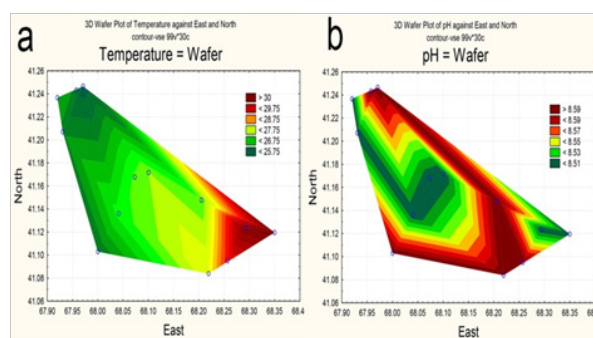 a
3D Wafer Plot of Temperature against East and North
contour-vse 99v*30c
Temperature = Wafer
41.26
41.24
41.22
41.20
41.18
41.16
41.14
41.12
41.10
41.08
41.06
North
67.90 67.95 68.00 68.05 68.10 68.15 68.20 68.25 68.30 68.35 68.4
East
> 30
< 29.75
< 28.75
< 27.75
< 26.75
< 25.75
b
3D Wafer Plot of pH against East and North
contour-vse 99v*30c
pH = Wafer
41.26
41.24
41.22
41.20
41.18
41.16
41.14
41.12
41.10
41.08
41.06
North
67.90 67.95 68.00 68.05 68.10 68.15 68.20 68.25 68.30 68.35 68.40
East
> 8.59
< 8.59
< 8.57
< 8.55
< 8.53
< 8.51